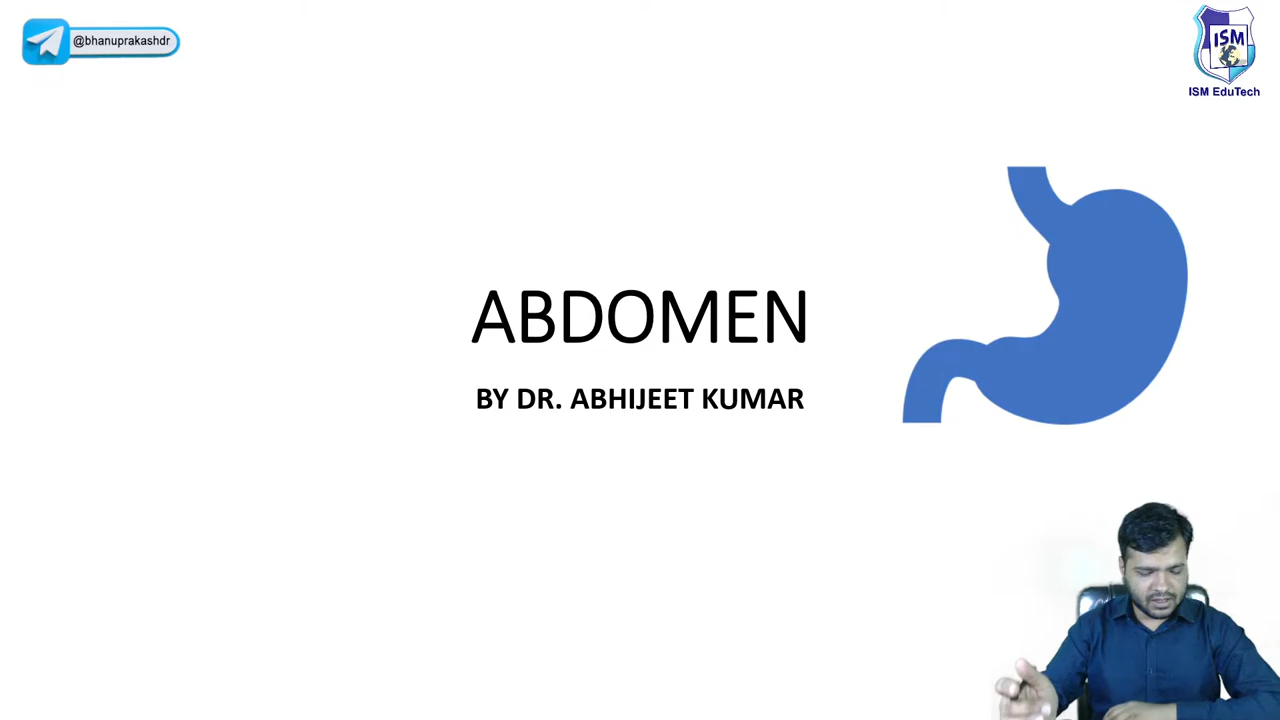 @bhanuprakashdr
ISM
ISM EduTech
ABDOMEN
BY DR. ABHIJEET KUMAR